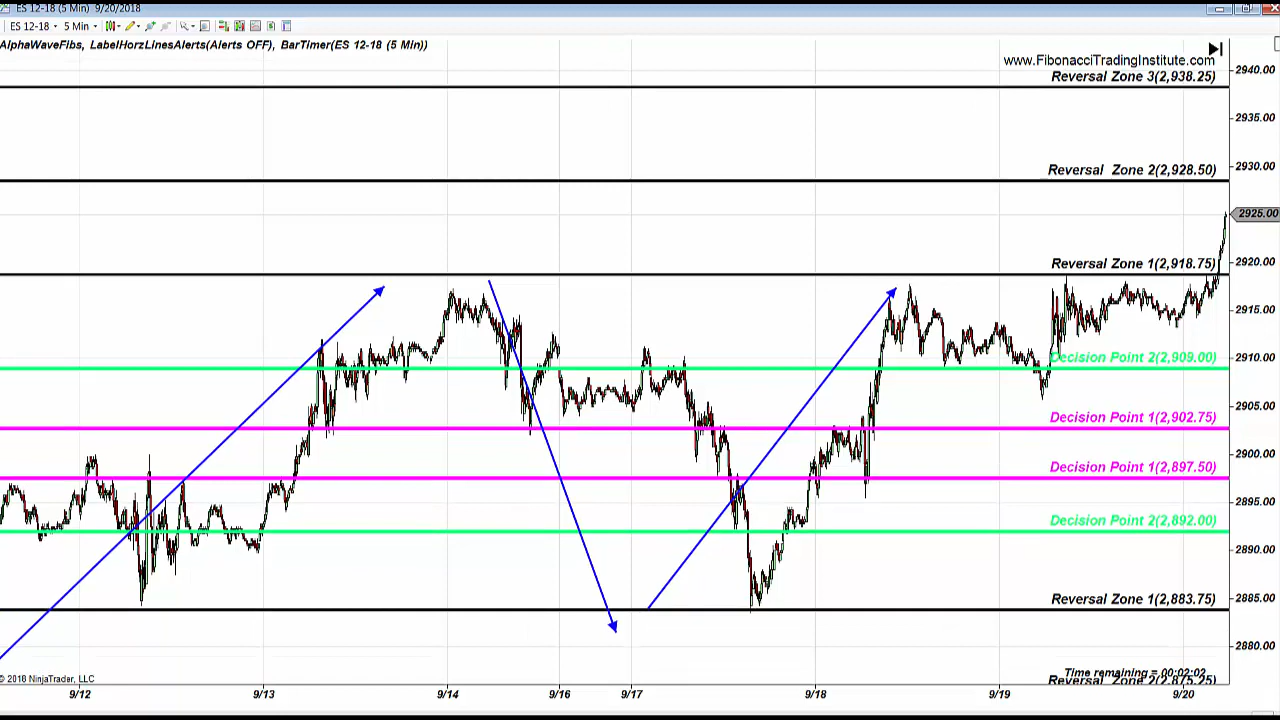 ES 12-18 (5 Min)  9/20/2018
ES 12-18 5 Min
AlphaWaveFibs, LabelHorzLinesAlerts(Alerts OFF), BarTimer(ES 12-18 (5 Min))
www.FibonacciTradingInstitute.com
2940.00
Reversal Zone 3(2,938.25)
2935.00
Reversal Zone 2(2,928.50)
2930.00
2925.00
Reversal Zone 1(2,918.75)
2920.00
2915.00
Decision Point 2(2,909.00)
2910.00
2905.00
Decision Point 1(2,902.75)
2900.00
Decision Point 1(2,897.50)
2895.00
Decision Point 2(2,892.00)
2890.00
Reversal Zone 1(2,883.75)
2885.00
2880.00
Time remaining = 00:02:02
© 2018 NinjaTrader, LLC
Reversal Zone 2(2,875.25)
9/12 9/13 9/14 9/16 9/17 9/18 9/19 9/20